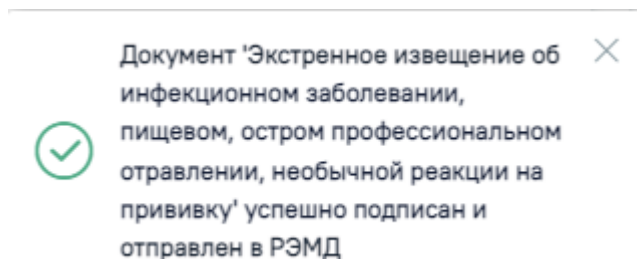 Документ 'Экстренное извещение об
инфекционном заболевании,
пищевом, остром профессиональном
отравлении, необычной реакции на
прививку' успешно подписан и
отправлен в РЭМД